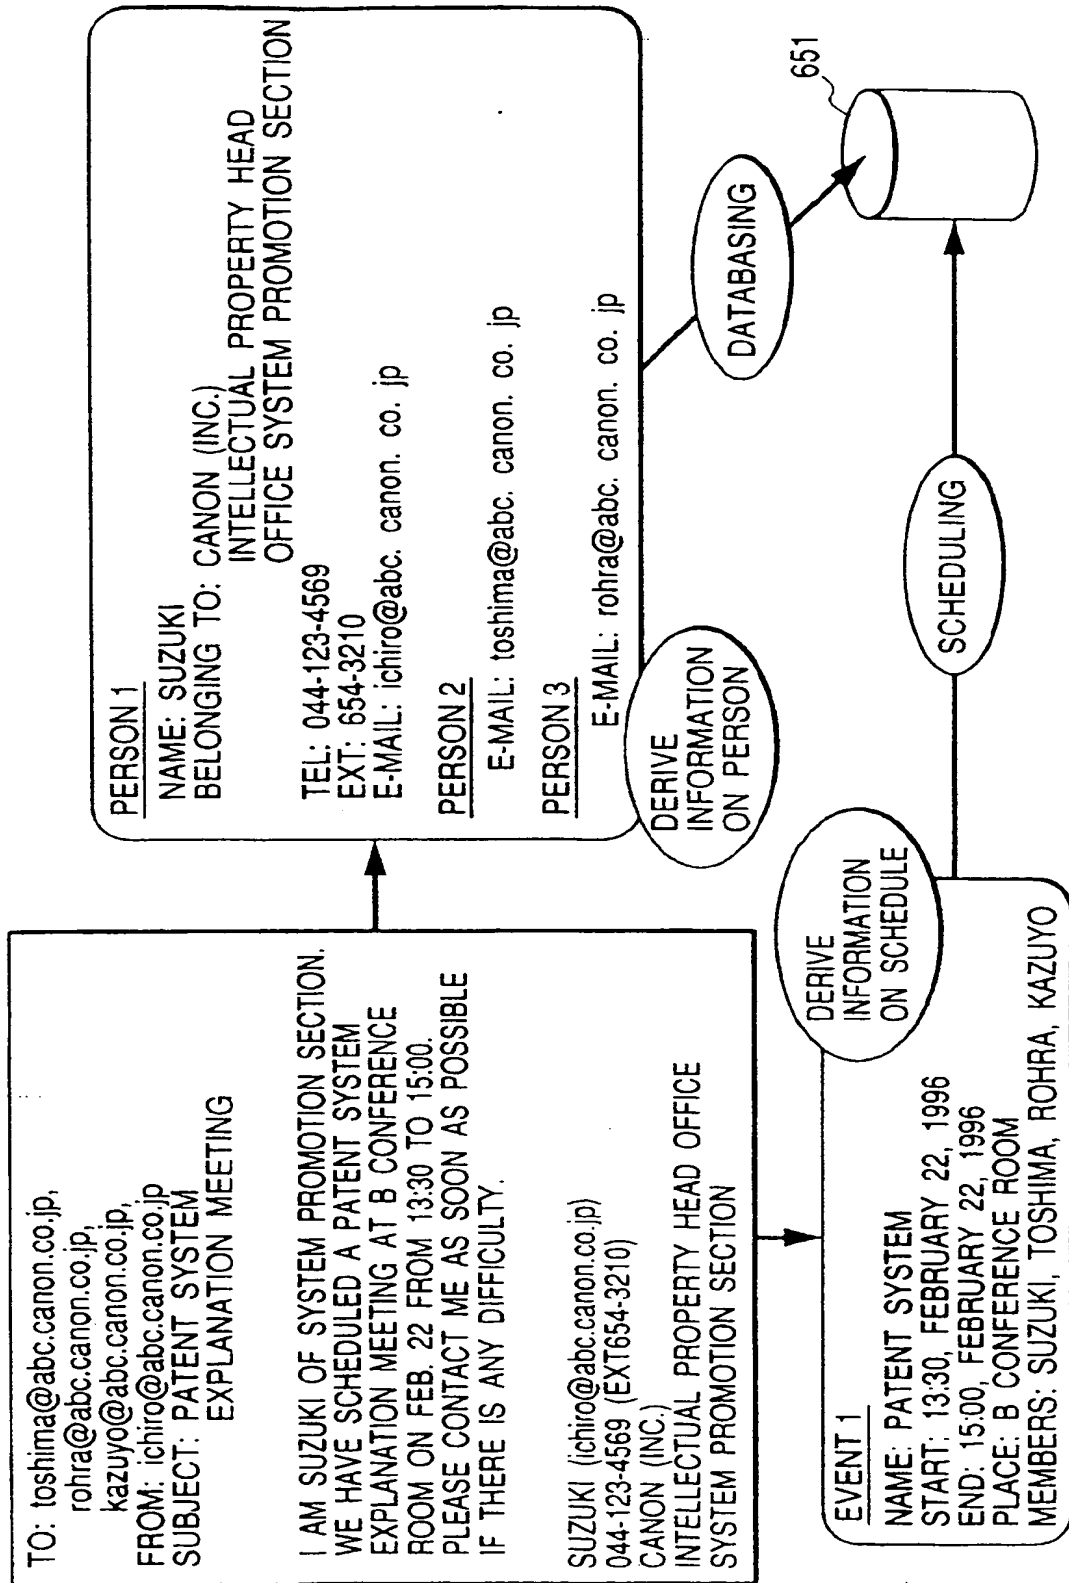 TO: toshima@abc.canon.co.jp,
rohra@abc.canon.co.jp,
kazuyo@abc.canon.co.jp,
FROM: ichiro@abc.canon.co.jp
SUBJECT: PATENT SYSTEM
EXPLANATION MEETING
I AM SUZUKI OF SYSTEM PROMOTION SECTION.
WE HAVE SCHEDULED A PATENT SYSTEM
EXPLANATION MEETING AT B CONFERENCE
ROOM ON FEB. 22 FROM 13:30 TO 15:00.
PLEASE CONTACT ME AS SOON AS POSSIBLE
IF THERE IS ANY DIFFICULTY.
SUZUKI (ichiro@abc.canon.co.jp)
044-123-4569 (EXT654-3210)
CANON (INC.)
INTELLECTUAL PROPERTY HEAD OFFICE
SYSTEM PROMOTION SECTION
PERSON 1
NAME: SUZUKI
BELONGING TO: CANON (INC.)
INTELLECTUAL PROPERTY HEAD
OFFICE SYSTEM PROMOTION SECTION
TEL: 044-123-4569
EXT: 654-3210
E-MAIL: ichiro@abc. canon. co. jp
PERSON 2
E-MAIL: toshima@abc. canon. co. jp
PERSON 3
E-MAIL: rohra@abc. canon. co. jp
DERIVE
INFORMATION
ON PERSON
DATABASING
651
EVENT 1
NAME: PATENT SYSTEM
START: 13:30, FEBRUARY 22, 1996
END: 15:00, FEBRUARY 22, 1996
PLACE: B CONFERENCE ROOM
MEMBERS: SUZUKI, TOSHIMA, ROHRA, KAZUYO
DERIVE
INFORMATION
ON SCHEDULE
SCHEDULING